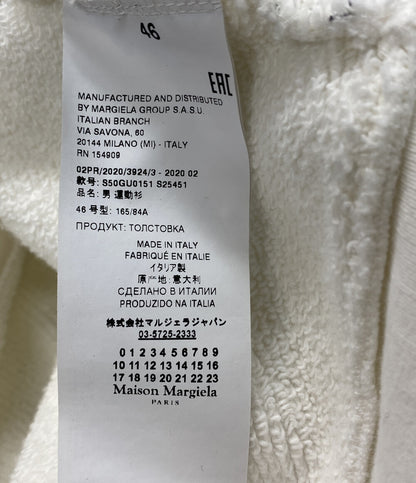 46
EAC
MANUFACTURED AND DISTRIBUTED
BY MARGIELA GROUP S.A.S.U.
ITALIAN BRANCH
VIA SAVONA, 60
20144 MILANO (MI) - ITALY
RN 154909
02PR/2020/3924/3 - 2020 02
款号: S50GU0151 S25451
品名: 男 運動衫
46 号型: 165/84A
ПРОДУКТ: ТОЛСТОВКА
MADE IN ITALY
FABRIQUÉ EN ITALIE
イタリア製
原产地: 意大利
СДЕЛАНО В ИТАЛИИ
PRODUZIDO NA ITALIA
株式会社マルジェラジャパン
03-5725-2333
0 1 2 3 4 5 6 7 8 9
10 11 12 13 14 15 16
17 18 19 20 21 22 23
Maison Margiela
PARIS